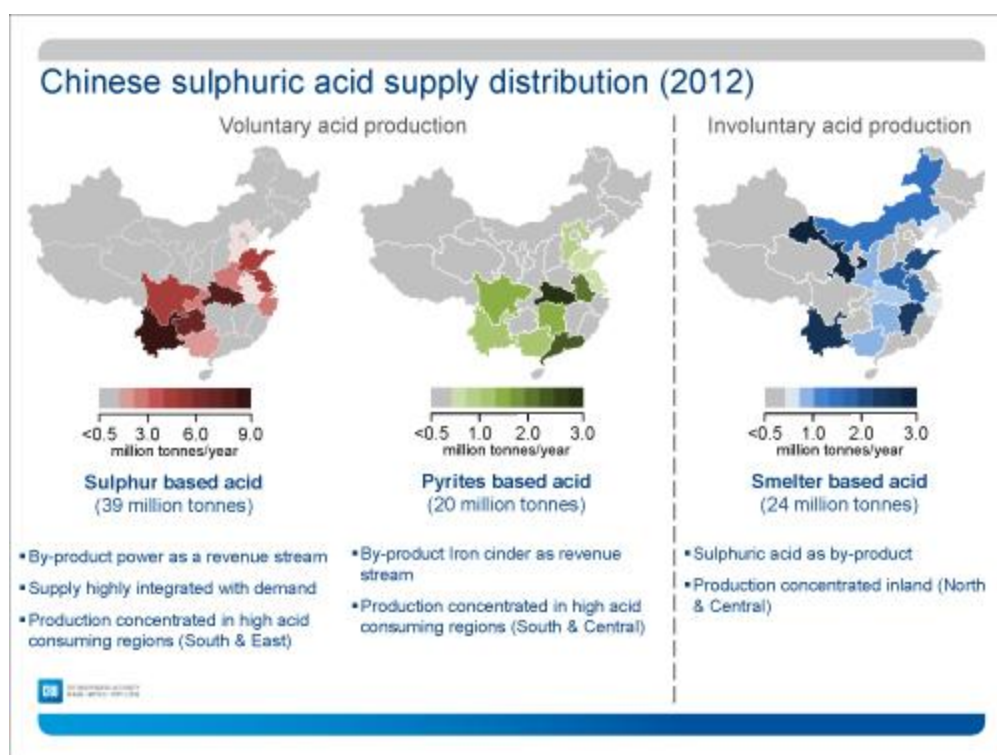 Chinese sulphuric acid supply distribution (2012)
Voluntary acid production
Involuntary acid production
<0.5 3.0 6.0 9.0
million tonnes/year
<0.5 1.0 2.0 3.0
million tonnes/year
<0.5 1.0 2.0 3.0
million tonnes/year
Sulphur based acid
(39 million tonnes)
Pyrites based acid
(20 million tonnes)
Smelter based acid
(24 million tonnes)
▪By-product power as a revenue stream
▪Supply highly integrated with demand
▪Production concentrated in high acid
consuming regions (South & East)
▪By-product Iron cinder as revenue
stream
▪Production concentrated in high acid
consuming regions (South & Central)
▪Sulphuric acid as by-product
▪Production concentrated inland (North
& Central)